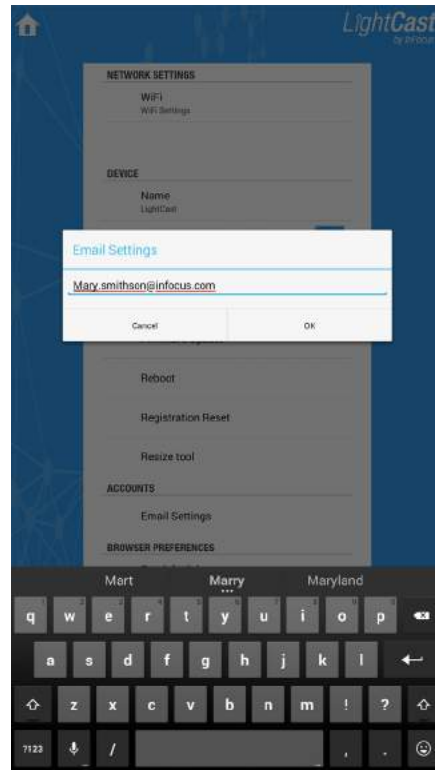 LightCast
by InFocus
NETWORK SETTINGS
WiFi
WiFi Settings
DEVICE
Name
LightCast
Email Settings
Mary.smithson@infocus.com
Cancel OK
Reboot
Registration Reset
Resize tool
ACCOUNTS
Email Settings
BROWSER PREFERENCES
Mart Marry Maryland
q w e r t y u i o p
a s d f g h j k l
z x c v b n m ! ?
?123 / , .